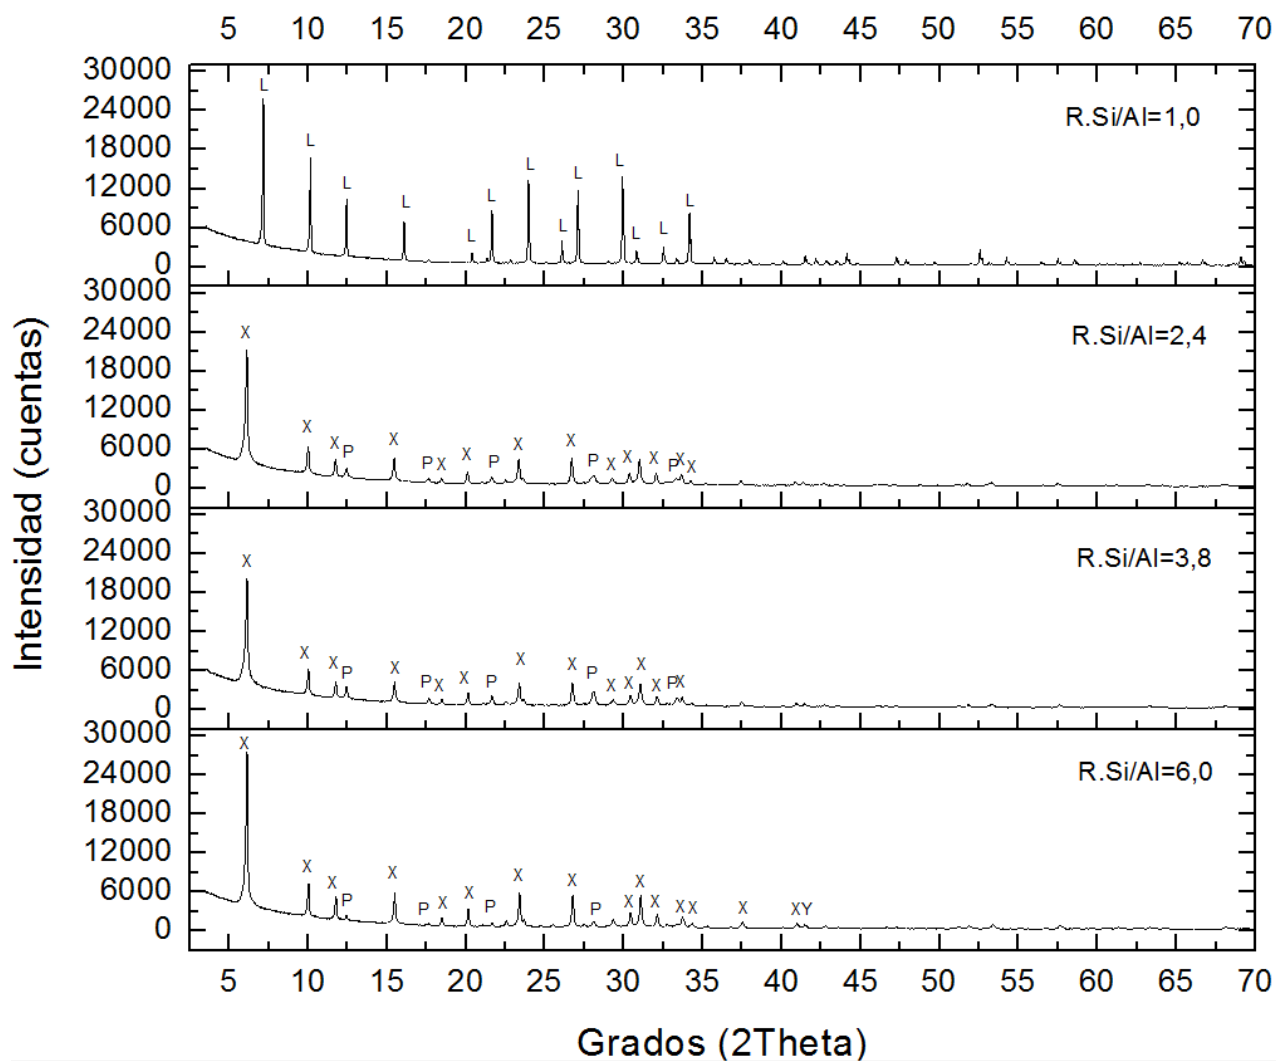 5 10 15 20 25 30 35 40 45 50 55 60 65 70
30000
24000
18000
12000
6000
0
L L L L L L L L L L L L L
R.Si/Al=1,0
30000
24000
18000
12000
6000
0
X X X P X P X X P X X P X X X P X X
R.Si/Al=2,4
30000
24000
18000
12000
6000
0
X X X P X P X X P X X P X X X X P X
R.Si/Al=3,8
30000
24000
18000
12000
6000
0
X X X P X P X X P X X P X X X X X X X Y
R.Si/Al=6,0
5 10 15 20 25 30 35 40 45 50 55 60 65 70
Intensidad (cuentas)
Grados (2Theta)